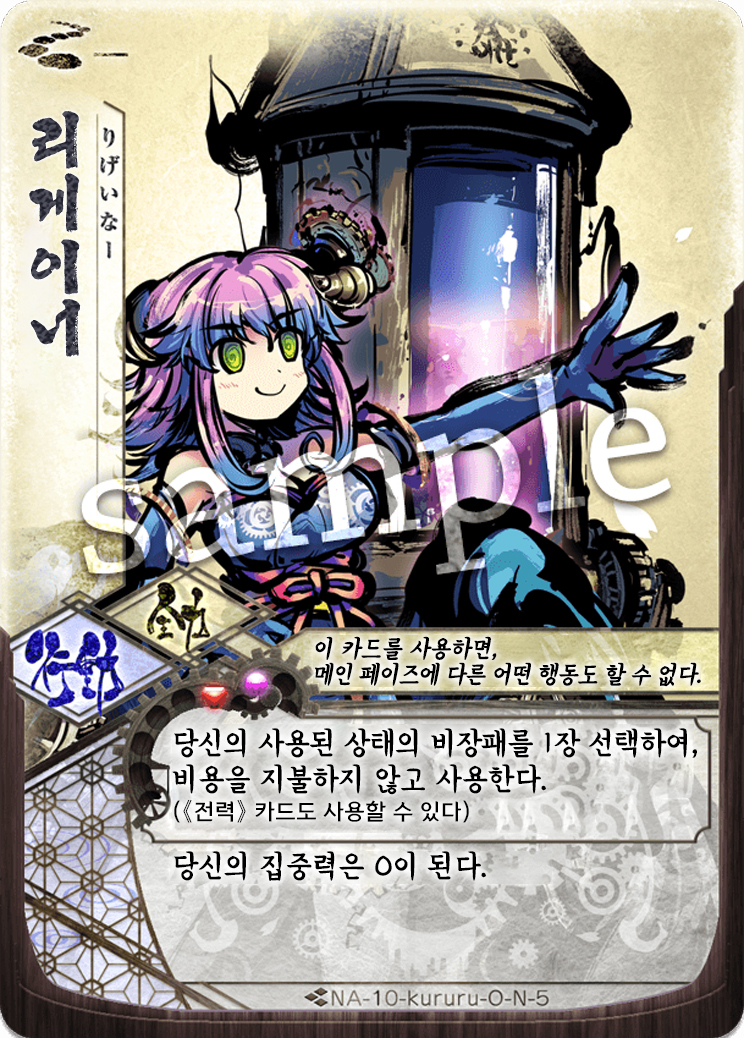 리게이너
りげいなー
sample
行動
全力
이 카드를 사용하면,
메인 페이즈에 다른 어떤 행동도 할 수 없다.
당신의 사용된 상태의 비장패를 1장 선택하여,
비용을 지불하지 않고 사용한다.
(《전력》 카드도 사용할 수 있다)
당신의 집중력은 0이 된다.
NA-10-kururu-O-N-5